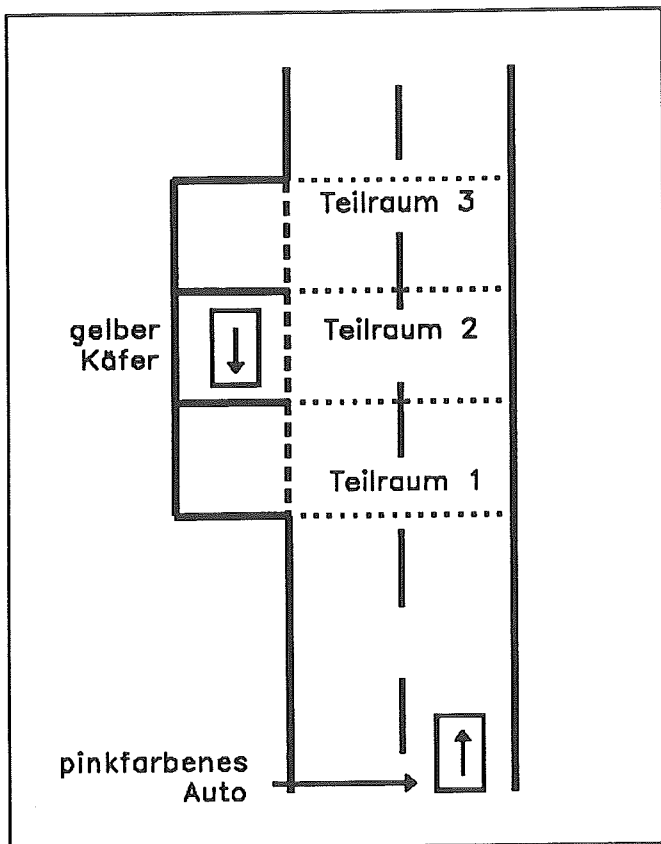 Teilraum 3
gelber
Käfer
Teilraum 2
Teilraum 1
pinkfarbenes
Auto